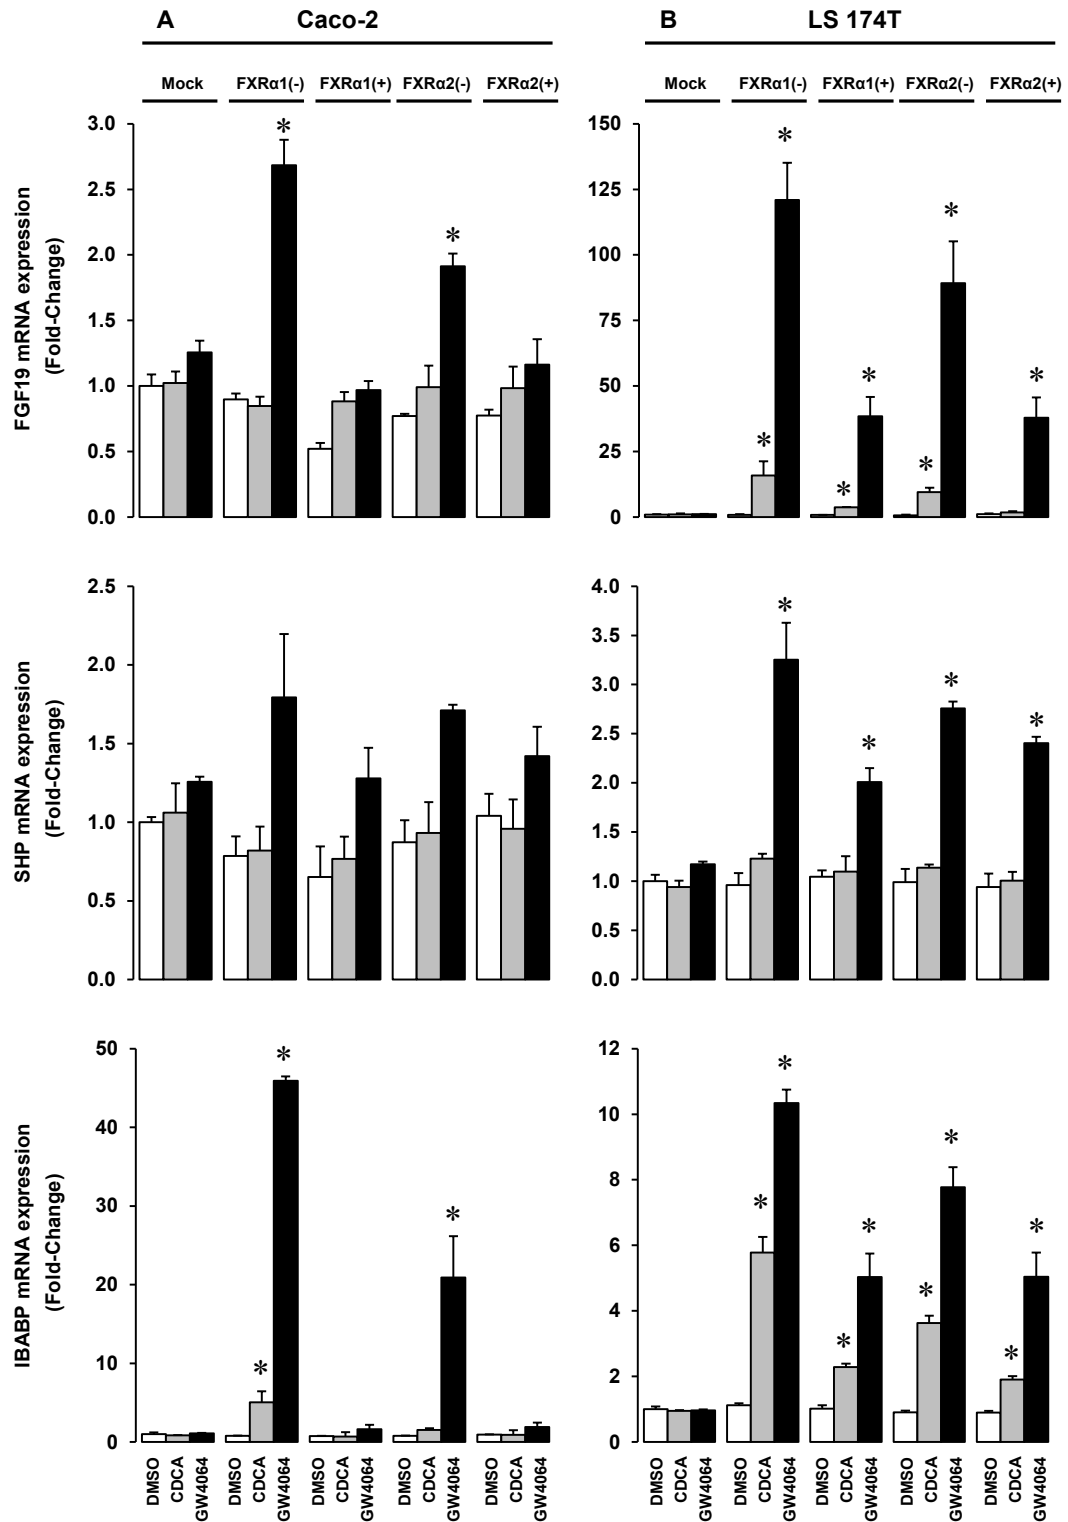 A Caco-2
B LS 174T
Mock FXRα1(-) FXRα1(+) FXRα2(-) FXRα2(+)
Mock FXRα1(-) FXRα1(+) FXRα2(-) FXRα2(+)
FGF19 mRNA expression
(Fold-Change)
3.0
2.5
2.0
1.5
1.0
0.5
0.0
* *
150
125
100
75
50
25
0
* * * * * * *
SHP mRNA expression
(Fold-Change)
2.5
2.0
1.5
1.0
0.5
0.0
4.0
3.5
3.0
2.5
2.0
1.5
1.0
0.5
0.0
* * * *
IBABP mRNA expression
(Fold-Change)
50
40
30
20
10
0
* * *
12
10
8
6
4
2
0
* * * * * * * *
DMSO CDCA GW4064 DMSO CDCA GW4064 DMSO CDCA GW4064 DMSO CDCA GW4064 DMSO CDCA GW4064
DMSO CDCA GW4064 DMSO CDCA GW4064 DMSO CDCA GW4064 DMSO CDCA GW4064 DMSO CDCA GW4064